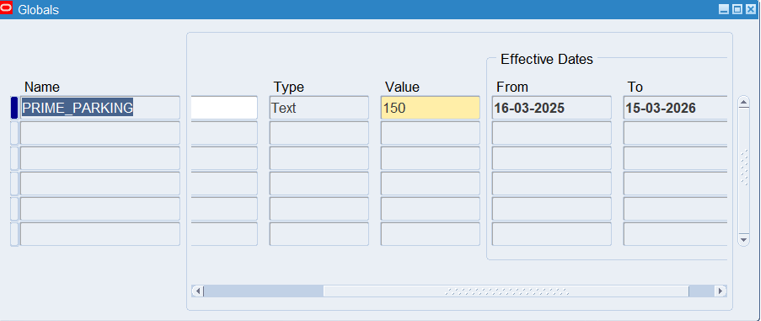 Globals
Effective Dates
Name Type Value From To
PRIME_PARKING Text 150 16-03-2025 15-03-2026